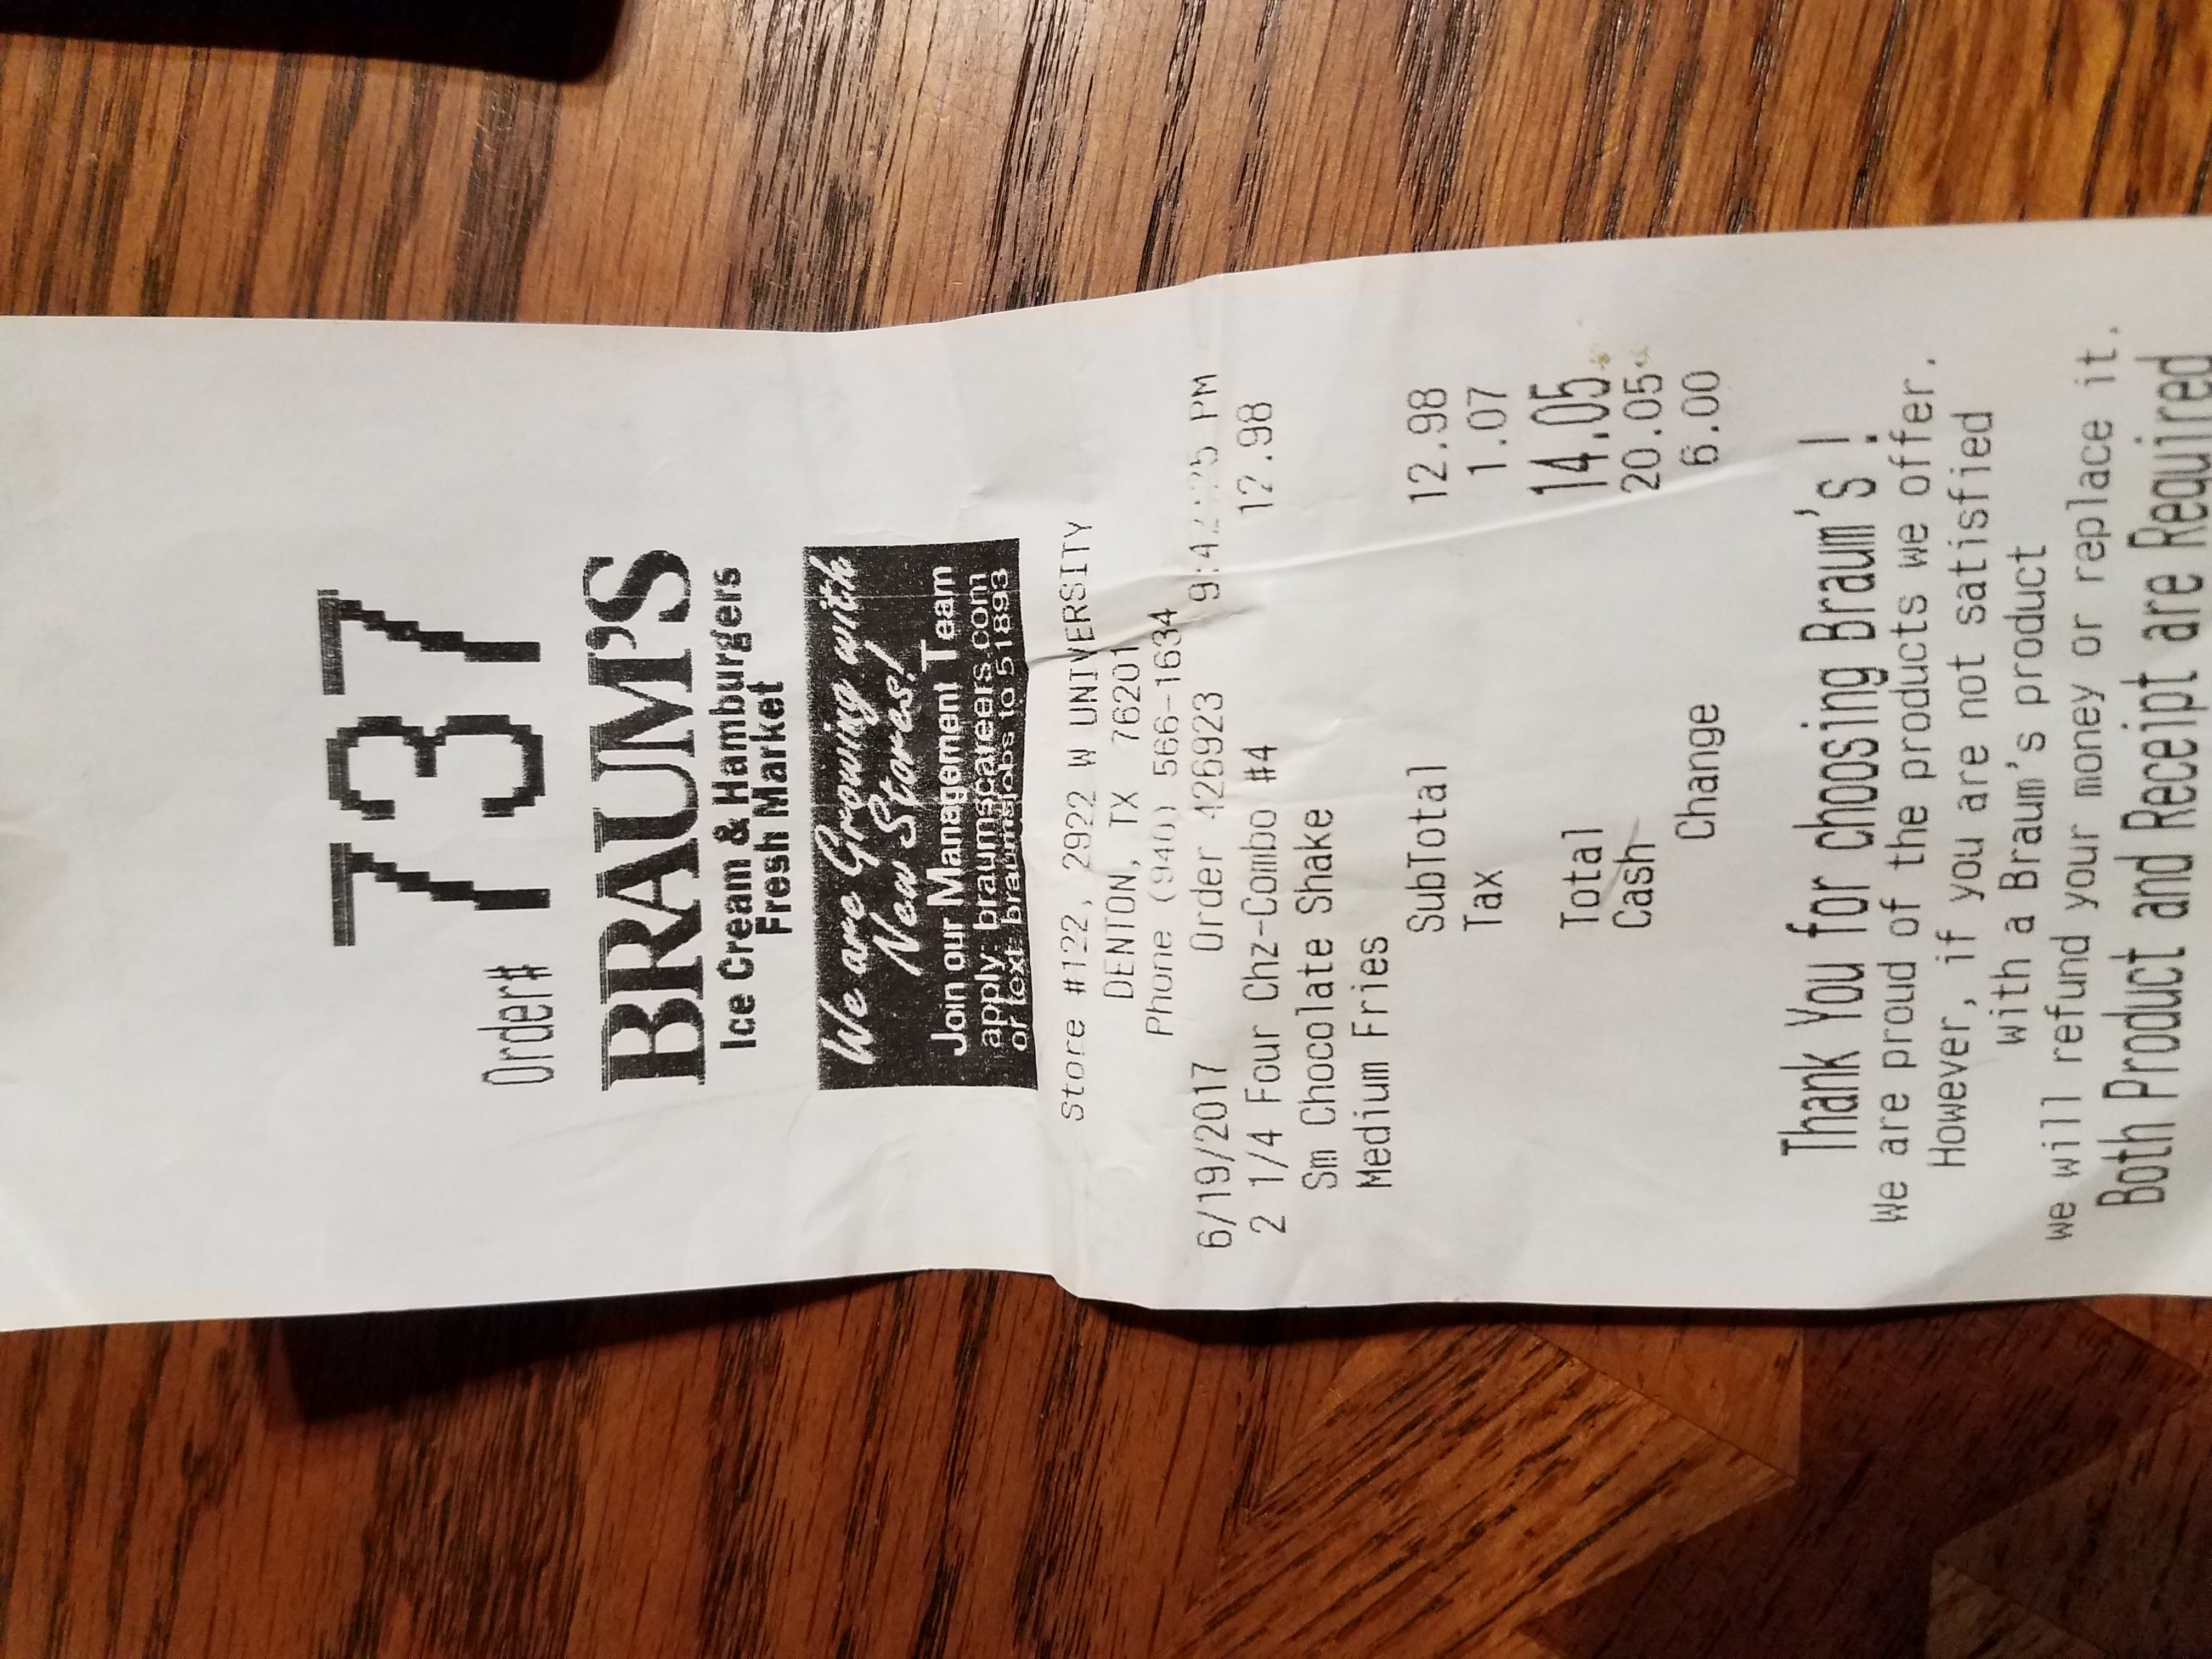 Order# 737
BRAUM'S
Ice Cream & Hamburgers
Fresh Market
We are Growing with
New Stores!
Join our Management Team
apply: braumscareers.com
or text: braumsjobs to 51893
Store #122, 2922 W UNIVERSITY
DENTON, TX 76201
Phone (940) 566-1634
6/19/2017 Order 426923 9:42:25 PM
2 1/4 Four Chz-Combo #4 12.98
Sm Chocolate Shake
Medium Fries
SubTotal 12.98
Tax 1.07
Total 14.05
Cash 20.05
Change 6.00
Thank You for choosing Braum's !
We are proud of the products we offer.
However, if you are not satisfied
with a Braum's product
we will refund your money or replace it.
Both Product and Receipt are Required